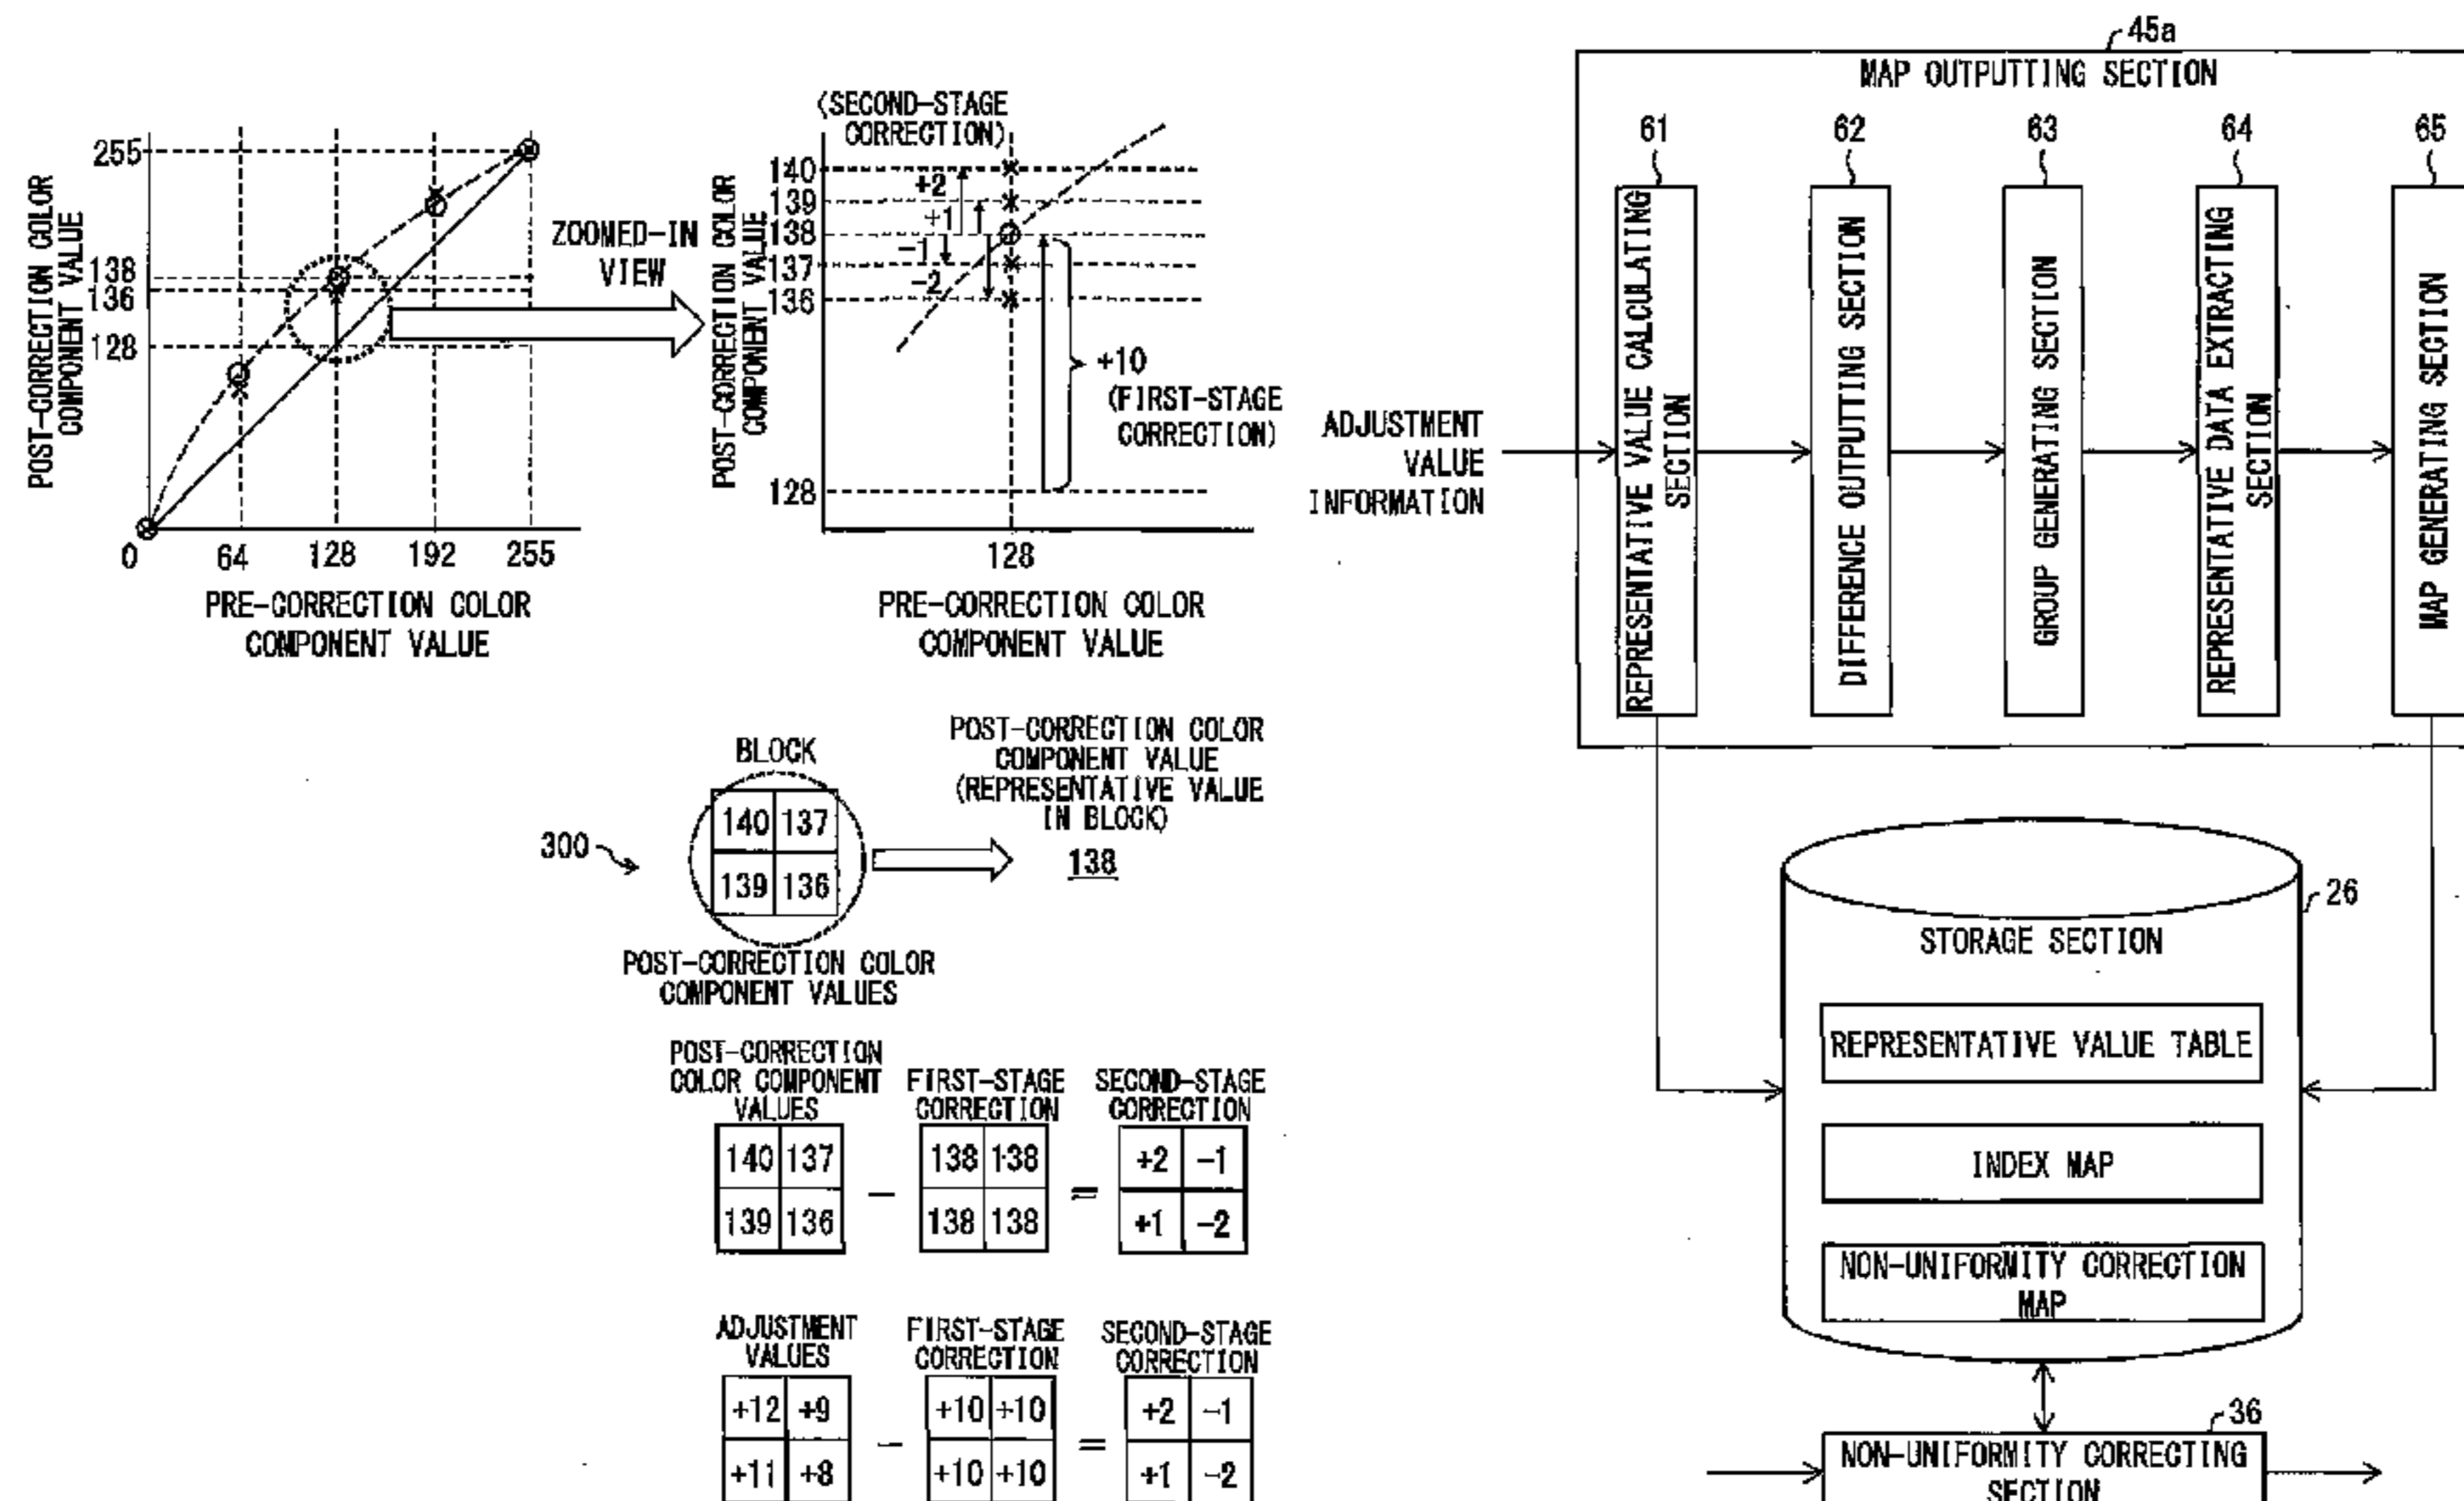 POST-CORRECTION COLOR
COMPONENT VALUE
255
138
136
128
0
64
128
192
255
PRE-CORRECTION COLOR
COMPONENT VALUE
ZOOMED-IN
VIEW
(SECOND-STAGE
CORRECTION)
POST-CORRECTION COLOR
COMPONENT VALUE
140
139
138
137
136
128
+2
+1
-1
-2
+10
(FIRST-STAGE
CORRECTION)
128
PRE-CORRECTION COLOR
COMPONENT VALUE
300
BLOCK
140 137
139 136
POST-CORRECTION COLOR
COMPONENT VALUES
POST-CORRECTION COLOR
COMPONENT VALUE
(REPRESENTATIVE VALUE
IN BLOCK)
138
POST-CORRECTION
COLOR COMPONENT
VALUES
FIRST-STAGE
CORRECTION
SECOND-STAGE
CORRECTION
140 137 138 138 +2 -1
- =
139 136 138 138 +1 -2
ADJUSTMENT
VALUES
FIRST-STAGE
CORRECTION
SECOND-STAGE
CORRECTION
+12 +9 +10 +10 +2 -1
- =
+11 +8 +10 +10 +1 -2
45a
MAP OUTPUTTING SECTION
ADJUSTMENT
VALUE
INFORMATION
61
REPRESENTATIVE VALUE CALCULATING
SECTION
62
DIFFERENCE OUTPUTTING SECTION
63
GROUP GENERATING SECTION
64
REPRESENTATIVE DATA EXTRACTING
SECTION
65
MAP GENERATING SECTION
26
STORAGE SECTION
REPRESENTATIVE VALUE TABLE
INDEX MAP
NON-UNIFORMITY CORRECTION
MAP
36
NON-UNIFORMITY CORRECTING
SECTION